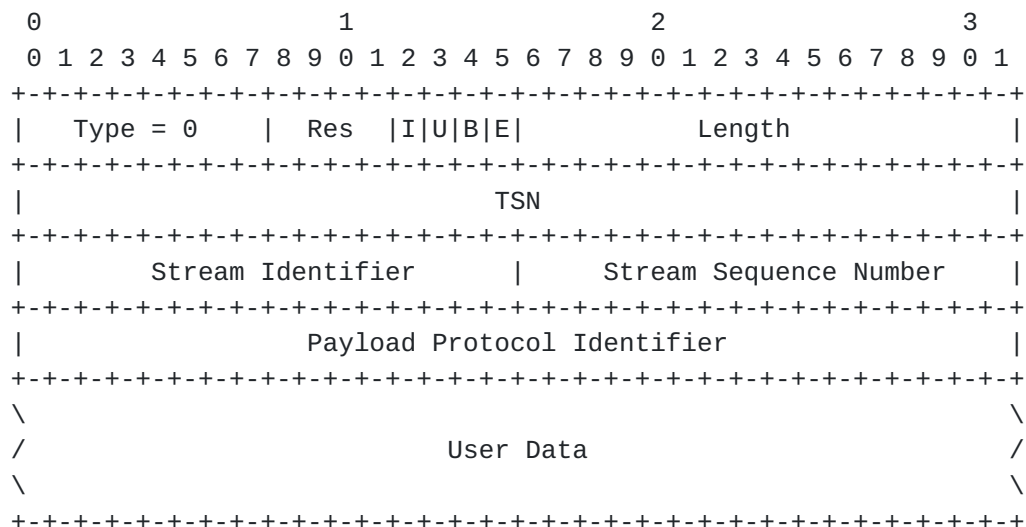 0                   1                   2                   3
 0 1 2 3 4 5 6 7 8 9 0 1 2 3 4 5 6 7 8 9 0 1 2 3 4 5 6 7 8 9 0 1
+-+-+-+-+-+-+-+-+-+-+-+-+-+-+-+-+-+-+-+-+-+-+-+-+-+-+-+-+-+-+-+-+
|   Type = 0    |  Res  |I|U|B|E|           Length              |
+-+-+-+-+-+-+-+-+-+-+-+-+-+-+-+-+-+-+-+-+-+-+-+-+-+-+-+-+-+-+-+-+
|                              TSN                              |
+-+-+-+-+-+-+-+-+-+-+-+-+-+-+-+-+-+-+-+-+-+-+-+-+-+-+-+-+-+-+-+-+
|        Stream Identifier      |     Stream Sequence Number    |
+-+-+-+-+-+-+-+-+-+-+-+-+-+-+-+-+-+-+-+-+-+-+-+-+-+-+-+-+-+-+-+-+
|                  Payload Protocol Identifier                  |
+-+-+-+-+-+-+-+-+-+-+-+-+-+-+-+-+-+-+-+-+-+-+-+-+-+-+-+-+-+-+-+-+
\                                                               \
/                           User Data                           /
\                                                               \
+-+-+-+-+-+-+-+-+-+-+-+-+-+-+-+-+-+-+-+-+-+-+-+-+-+-+-+-+-+-+-+-+